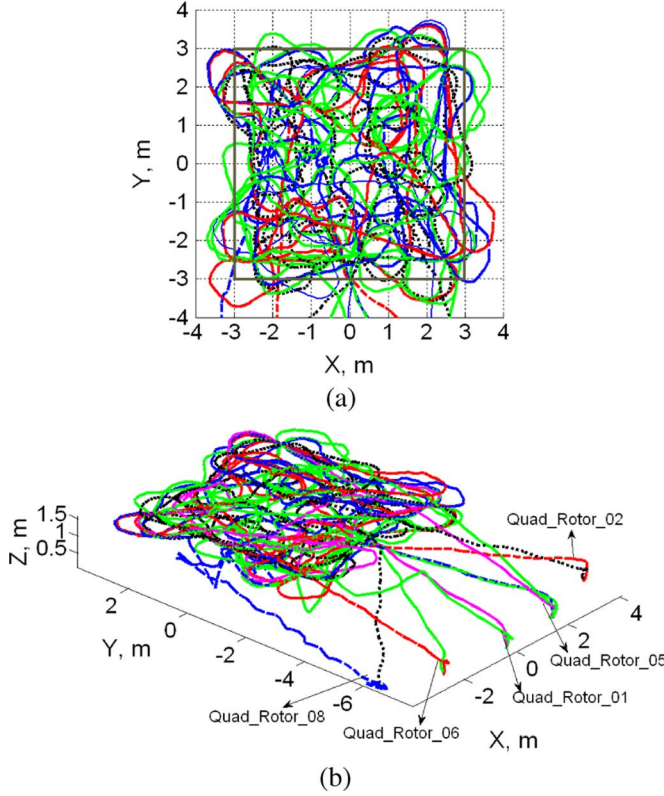 4
3
2
1
0
-1
-2
-3
-4
Y, m
-4 -3 -2 -1 0 1 2 3 4
X, m
(a)
Z, m
1.5
1
0.5
Quad_Rotor_02
2
0
-2
-4
-6
Y, m
4
2
0
-2
X, m
Quad_Rotor_05
Quad_Rotor_01
Quad_Rotor_06
Quad_Rotor_08
(b)